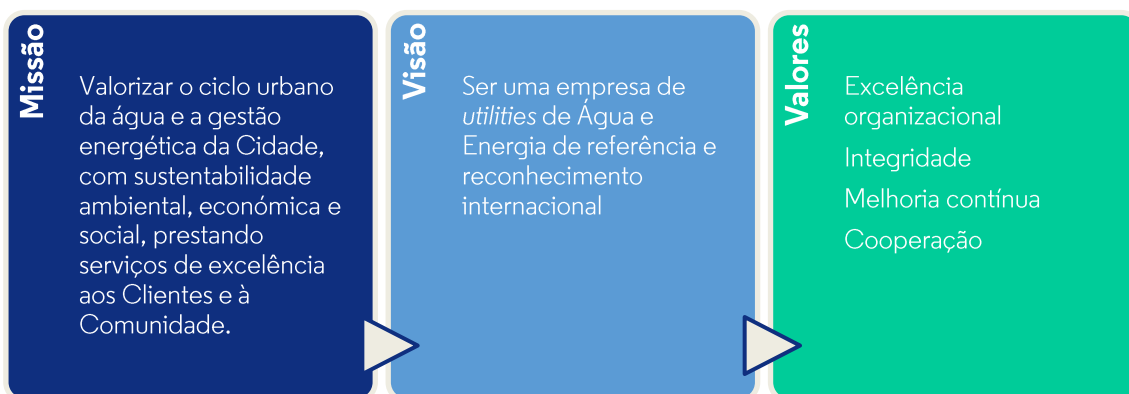 Missão
Valorizar o ciclo urbano
da água e a gestão
energética da Cidade,
com sustentabilidade
ambiental, económica e
social, prestando
serviços de excelência
aos Clientes e à
Comunidade.
Visão
Ser uma empresa de
utilities de Água e
Energia de referência e
reconhecimento
internacional
Valores
Excelência
organizacional
Integridade
Melhoria contínua
Cooperação